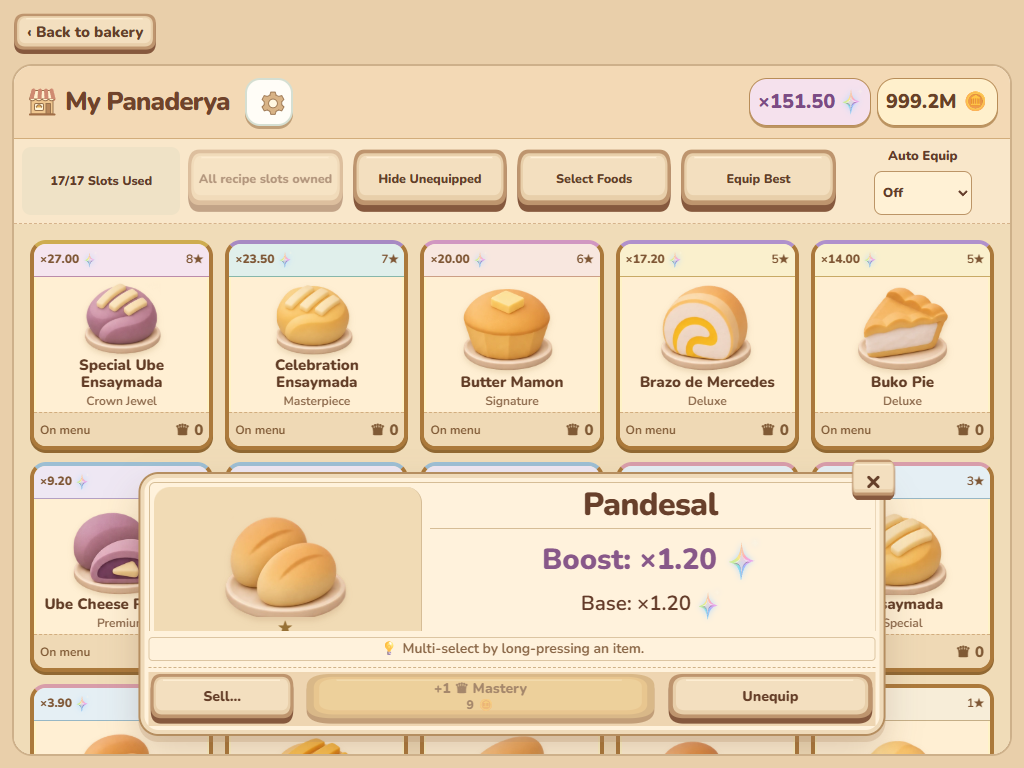 ‹ Back to bakery
My Panaderya
×151.50
999.2M
17/17 Slots Used
All recipe slots owned
Hide Unequipped
Select Foods
Equip Best
Auto Equip
Off
×27.00 8★
×23.50 7★
×20.00 6★
×17.20 5★
×14.00 5★
Special Ube
Ensaymada
Celebration
Ensaymada
Butter Mamon
Brazo de Mercedes
Buko Pie
Crown Jewel
Masterpiece
Signature
Deluxe
Deluxe
On menu 0
On menu 0
On menu 0
On menu 0
On menu 0
×9.20
3★
Ube Cheese
Special
On menu
0
Pandesal
Boost: ×1.20
Base: ×1.20
★
Multi-select by long-pressing an item.
Sell...
+1 Mastery
9
Unequip
×3.90
1★